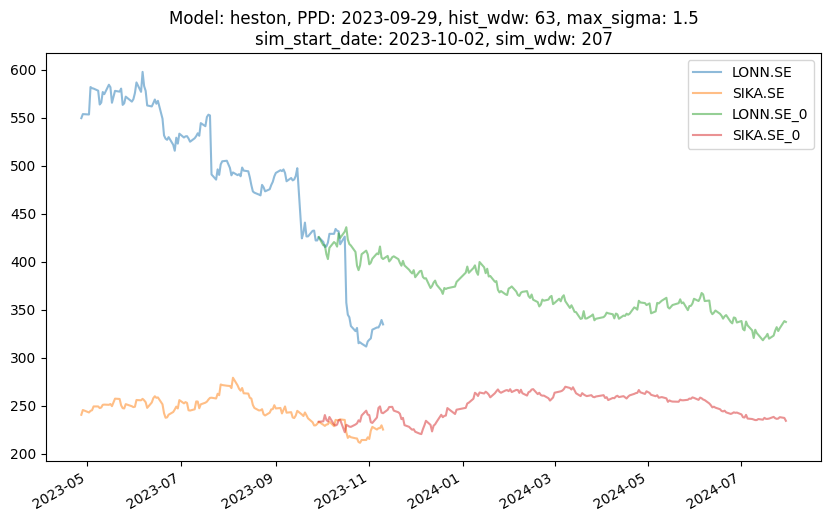 Model: heston, PPD: 2023-09-29, hist_wdw: 63, max_sigma: 1.5
sim_start_date: 2023-10-02, sim_wdw: 207
LONN.SE
SIKA.SE
LONN.SE_0
SIKA.SE_0
600
550
500
450
400
350
300
250
200
2023-05
2023-07
2023-09
2023-11
2024-01
2024-03
2024-05
2024-07